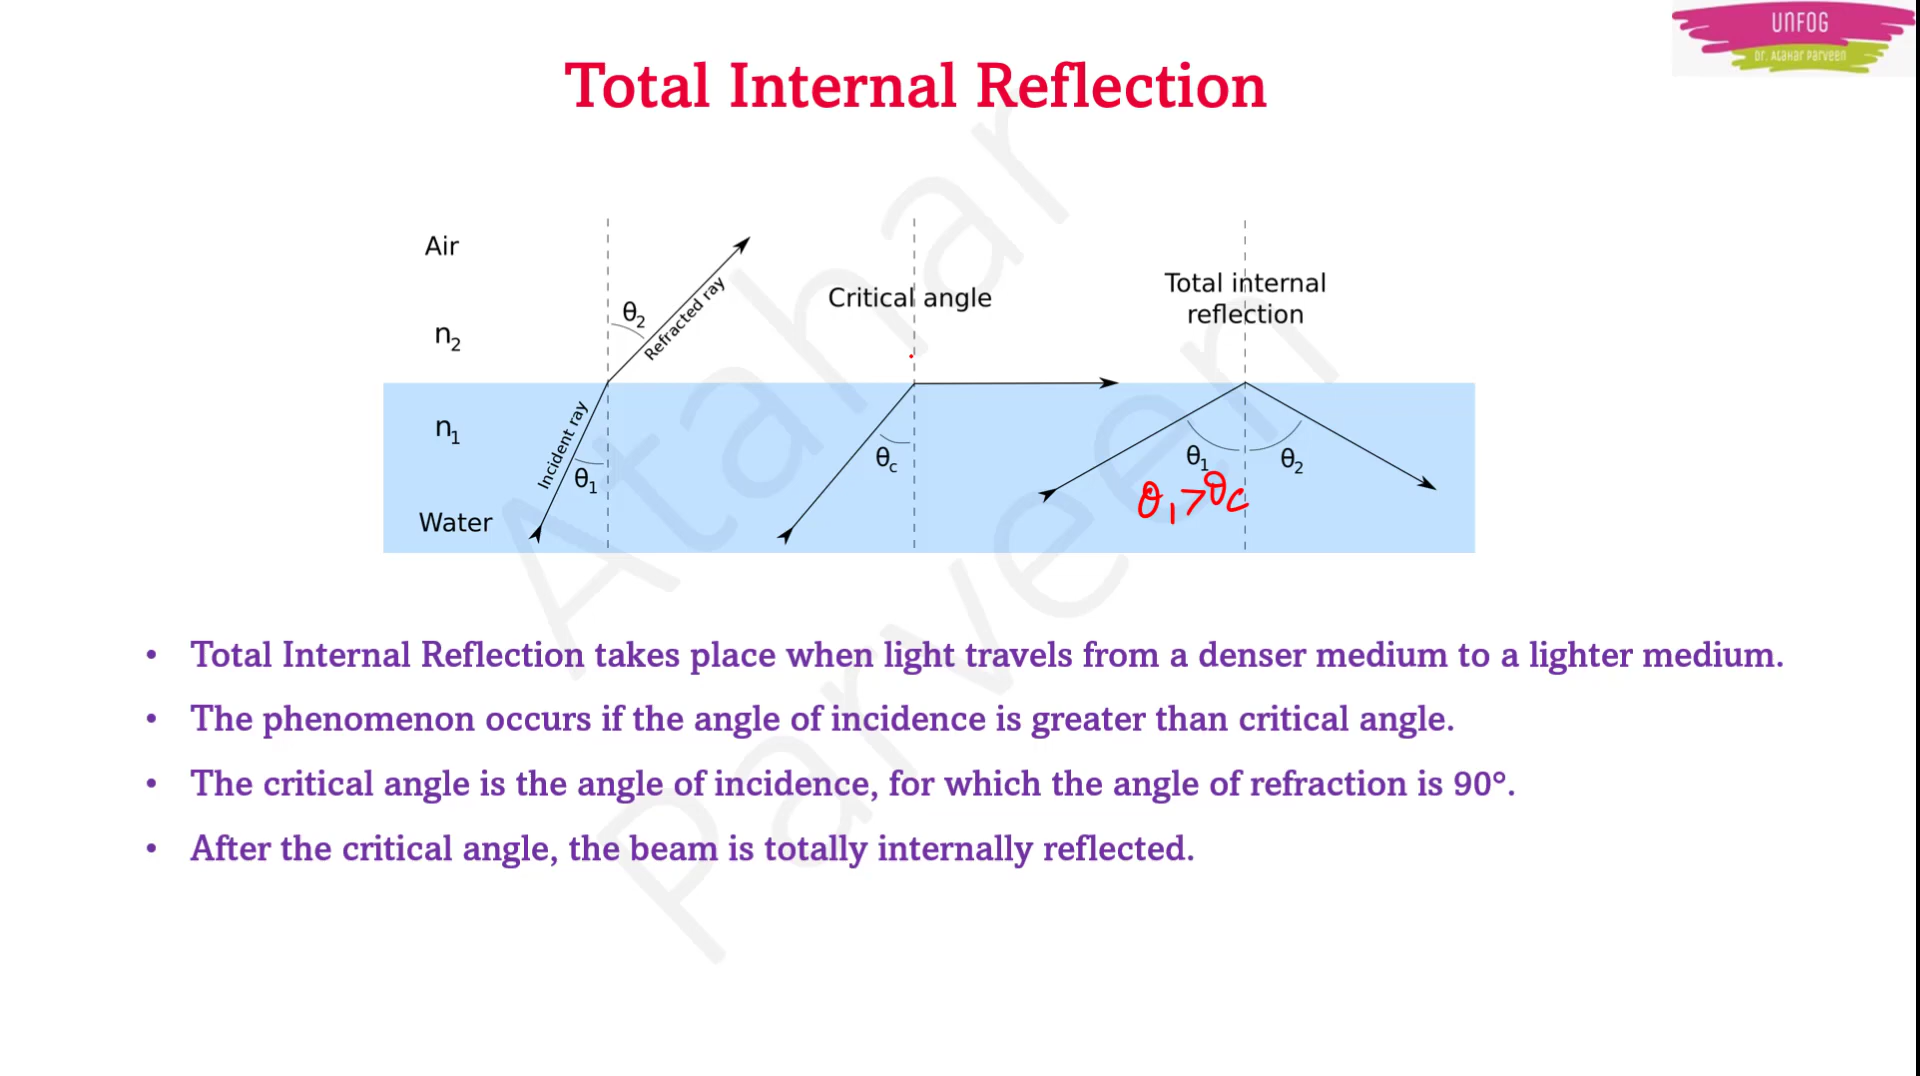 UNFOG
Dr. Atahar Parveen
Total Internal Reflection
Air
n₂
θ₂
Refracted ray
Critical angle
Total internal
reflection
n₁
Incident ray
θ₁
Water
θc
θ₁
θ₂
θ₁>θc
• Total Internal Reflection takes place when light travels from a denser medium to a lighter medium.
• The phenomenon occurs if the angle of incidence is greater than critical angle.
• The critical angle is the angle of incidence, for which the angle of refraction is 90°.
• After the critical angle, the beam is totally internally reflected.
Atahar
Parveen